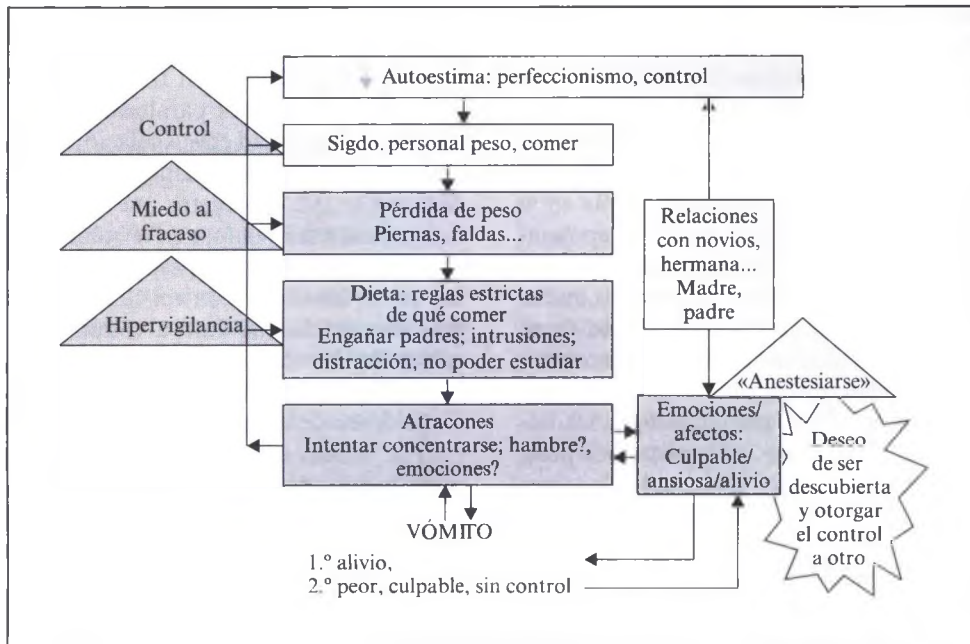 Autoestima: perfeccionismo, control
Control
Sigdo. personal peso, comer
Miedo al
fracaso
Pérdida de peso
Piernas, faldas...
Relaciones
con novios,
hermana...
Madre,
padre
Hipervigilancia
Dieta: reglas estrictas
de qué comer
Engañar padres; intrusiones;
distracción; no poder estudiar
«Anestesiarse»
Atracones
Intentar concentrarse; hambre?,
emociones?
Emociones/
afectos:
Culpable/
ansiosa/alivio
Deseo
de ser
descubierta
y otorgar
el control
a otro
VÓMITO
1.º alivio,
2.º peor, culpable, sin control